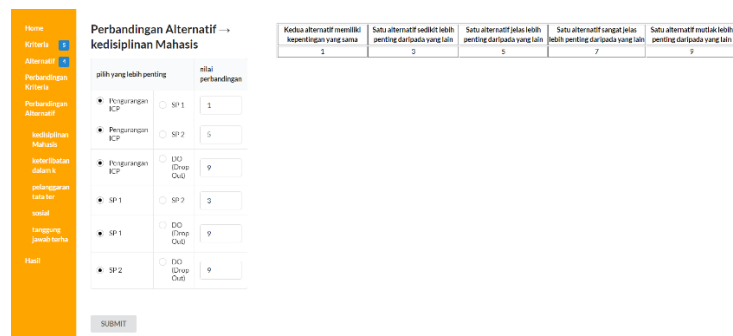 Home
Kriteria 5
Alternatif 4
Perbandingan
Kriteria
Perbandingan
Alternatif
kedisiplinan
Mahasis
keterlibatan
dalam k
pelanggaran
tata ter
sosial
tanggung
jawab terha
Hasil
Perbandingan Alternatif →
kedisiplinan Mahasis
pilih yang lebih penting
nilai
perbandingan
Pengurangan
ICP
SP 1
1
Pengurangan
ICP
SP 2
5
Pengurangan
ICP
DO
(Drop
Out)
9
SP 1
SP 2
3
SP 1
DO
(Drop
Out)
9
SP 2
DO
(Drop
Out)
9
SUBMIT
Kedua alternatif memiliki
kepentingan yang sama
Satu alternatif sedikit lebih
penting daripada yang lain
Satu alternatif jelas lebih
penting daripada yang lain
Satu alternatif sangat jelas
lebih penting daripada yang lain
Satu alternatif mutlak lebih
penting daripada yang lain
1
3
5
7
9